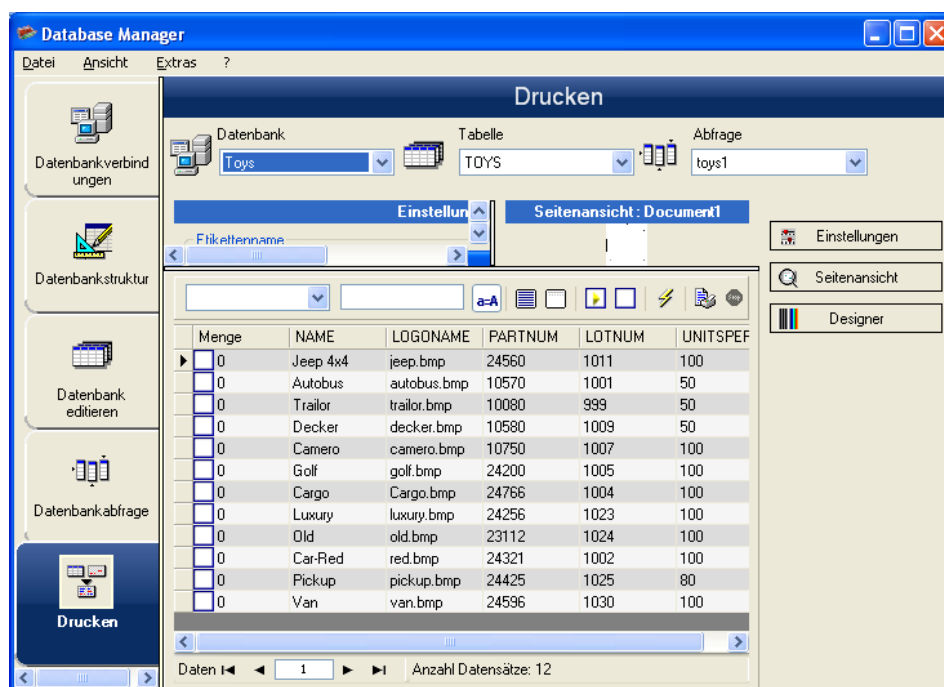 Database Manager
Datei Ansicht Extras ?
Datenbankverbind
ungen
Datenbankstruktur
Datenbank
editieren
Datenbankabfrage
Drucken
Drucken
Datenbank Tabelle Abfrage
Toys TOYS toys1
Einstellun
Etikettenname
Seitenansicht : Document1
Einstellungen
Seitenansicht
Designer
a=A
Menge NAME LOGONAME PARTNUM LOTNUM UNITSPER
0 Jeep 4x4 jeep.bmp 24560 1011 100
0 Autobus autobus.bmp 10570 1001 50
0 Trailor trailor.bmp 10080 999 50
0 Decker decker.bmp 10580 1009 50
0 Camero camero.bmp 10750 1007 100
0 Golf golf.bmp 24200 1005 100
0 Cargo Cargo.bmp 24766 1004 100
0 Luxury luxury.bmp 24256 1023 100
0 Old old.bmp 23112 1024 100
0 Car-Red red.bmp 24321 1002 100
0 Pickup pickup.bmp 24425 1025 80
0 Van van.bmp 24596 1030 100
Daten 1 Anzahl Datensätze: 12